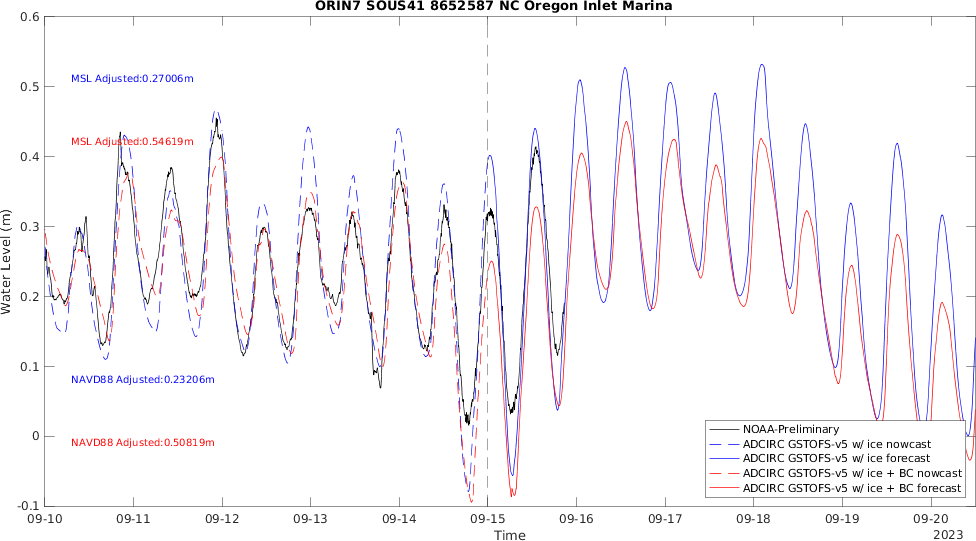 ORIN7 SOUS41 8652587 NC Oregon Inlet Marina
0.6
0.5
0.4
0.3
0.2
0.1
0
-0.1
Water Level (m)
MSL Adjusted:0.27006m
MSL Adjusted:0.54619m
NAVD88 Adjusted:0.23206m
NAVD88 Adjusted:0.50819m
NOAA-Preliminary
ADCIRC GSTOFS-v5 w/ ice nowcast
ADCIRC GSTOFS-v5 w/ ice forecast
ADCIRC GSTOFS-v5 w/ ice + BC nowcast
ADCIRC GSTOFS-v5 w/ ice + BC forecast
09-10 09-11 09-12 09-13 09-14 09-15 09-16 09-17 09-18 09-19 09-20
Time
2023